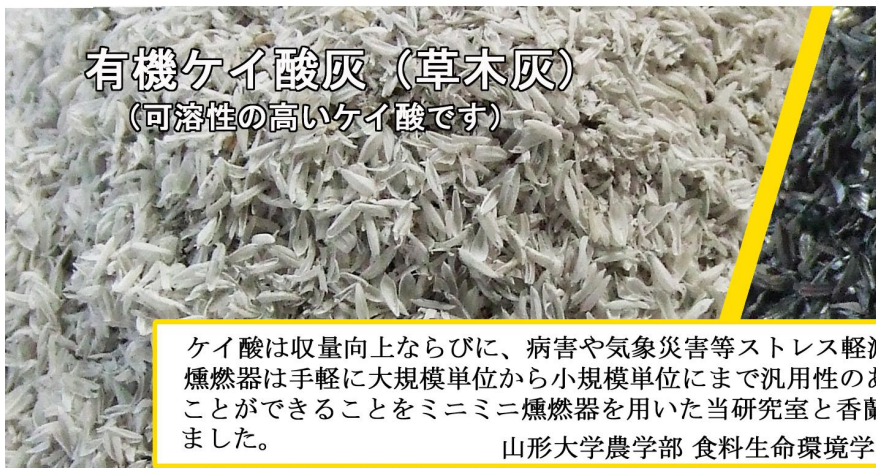 有機ケイ酸灰（草木灰）
（可溶性の高いケイ酸です）
ケイ酸は収量向上ならびに、病害や気象災害等ストレス軽減
燻燃器は手軽に大規模単位から小規模単位にまで汎用性のあ
ことができることをミニミニ燻燃器を用いた当研究室と香蘭
ました。
山形大学農学部 食料生命環境学